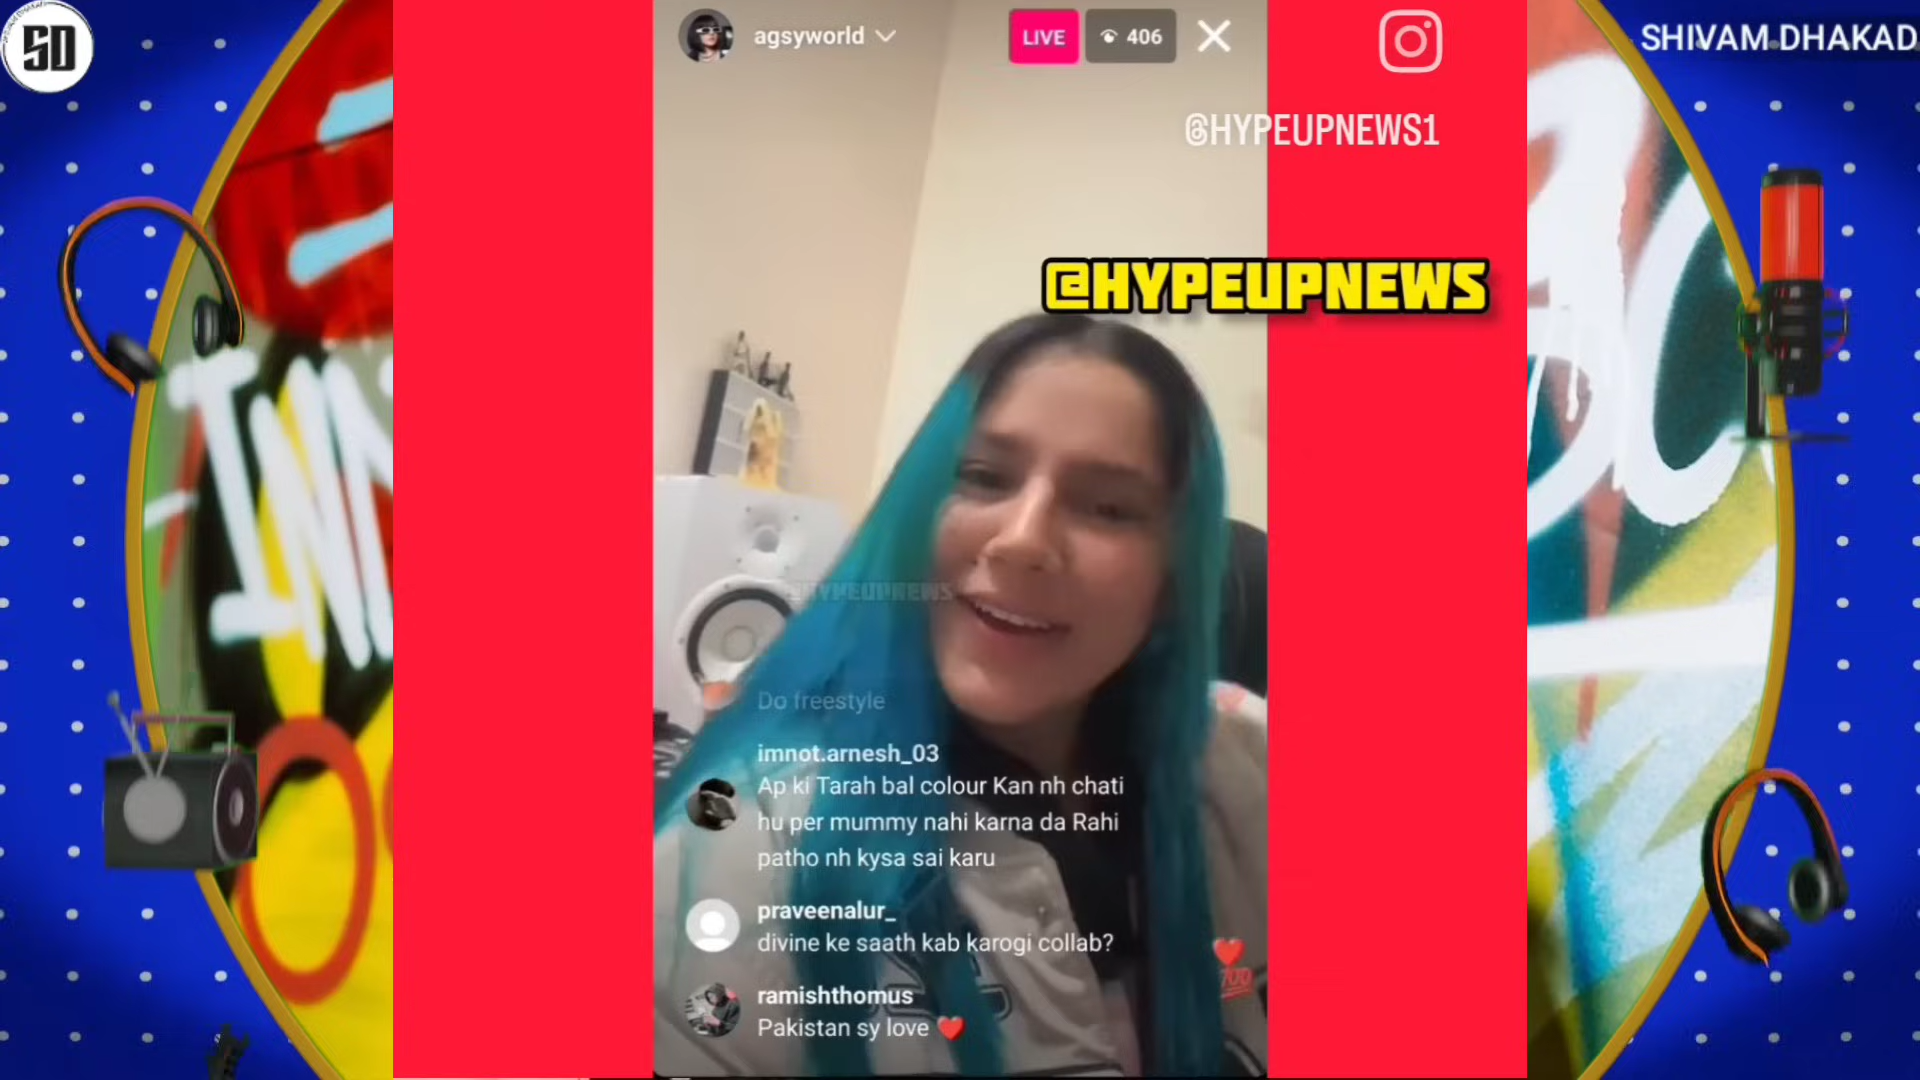 SD
SHIVAM DHAKAD
agsyworld
LIVE
406
@HYPEUPNEWS1
@HYPEUPNEWS
@HYPEUPNEWS
Do freestyle
imnot.arnesh_03
Ap ki Tarah bal colour Kan nh chati
hu per mummy nahi karna da Rahi
patho nh kysa sai karu
praveenalur_
divine ke saath kab karogi collab?
ramishthomus
Pakistan sy love ❤️